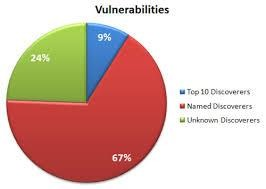 Vulnerabilities
9%
24%
67%
Top 10 Discoverers
Named Discoverers
Unknown Discoverers